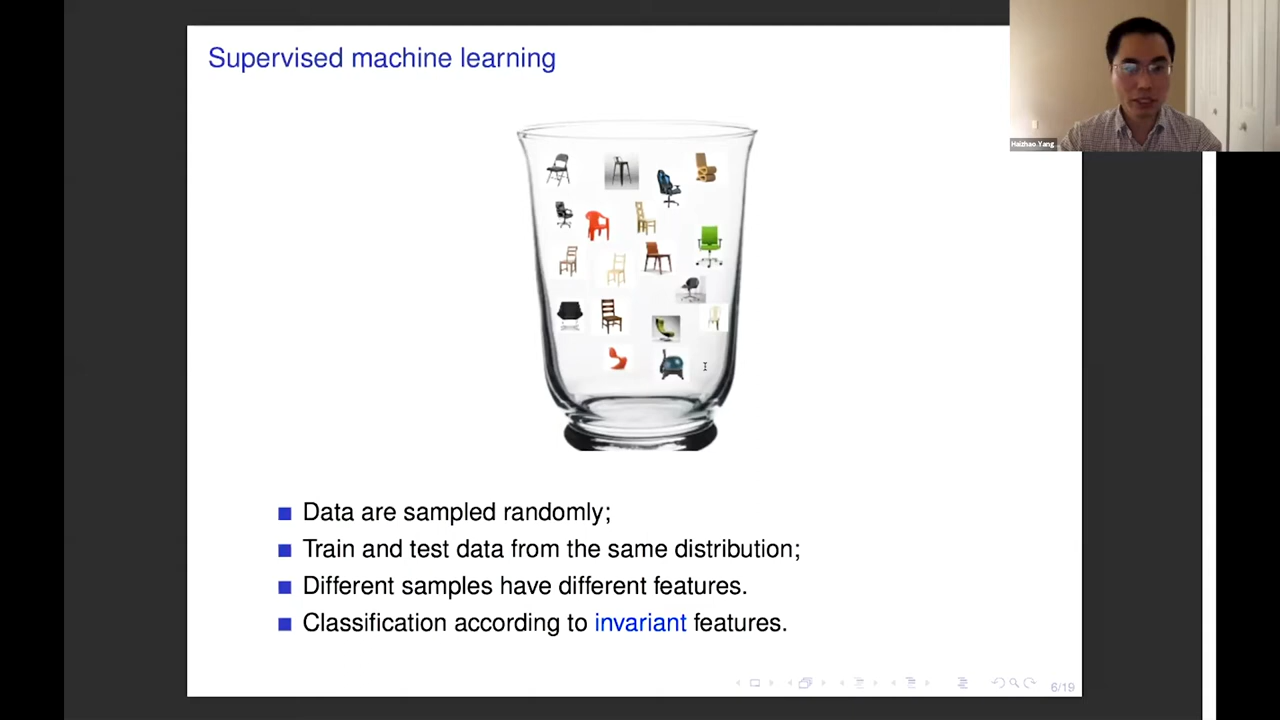 Supervised machine learning
Haizhao Yang
Data are sampled randomly;
Train and test data from the same distribution;
Different samples have different features.
Classification according to invariant features.
6/19